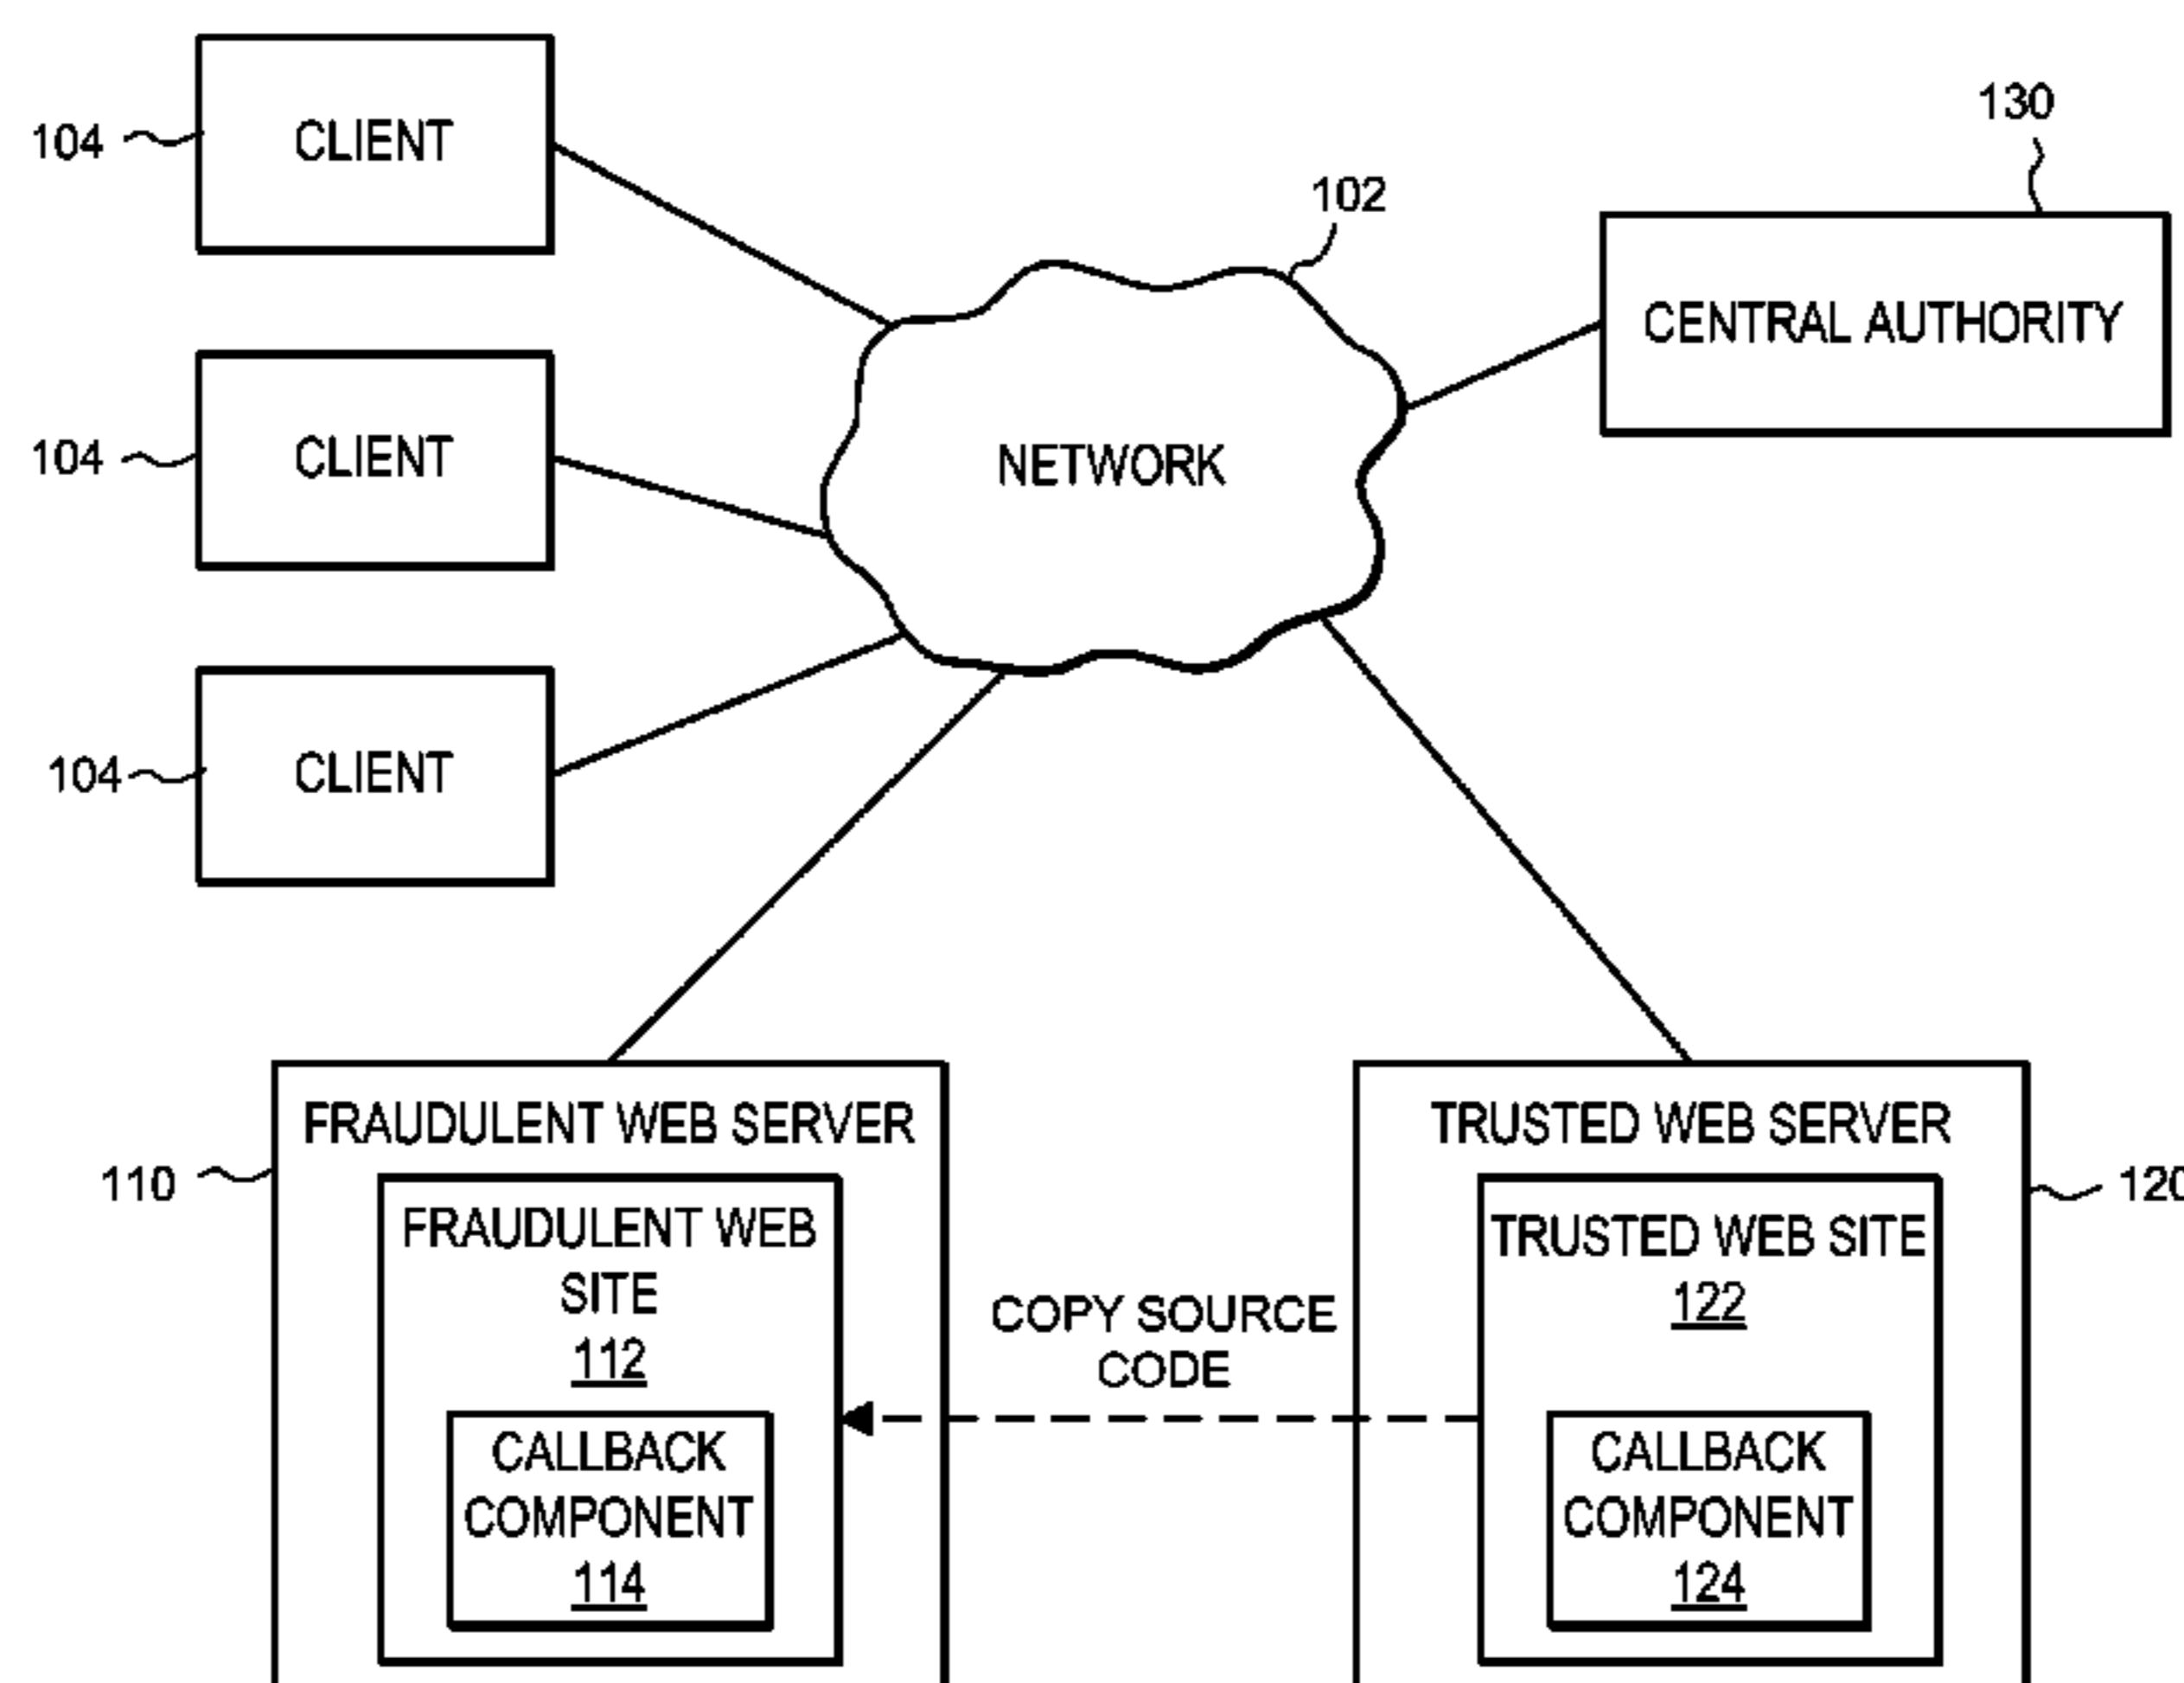 104
CLIENT
130
102
CENTRAL AUTHORITY
104
CLIENT
NETWORK
104
CLIENT
FRAUDULENT WEB SERVER
TRUSTED WEB SERVER
110
120
FRAUDULENT WEB
SITE
112
TRUSTED WEB SITE
122
COPY SOURCE
CODE
CALLBACK
COMPONENT
114
CALLBACK
COMPONENT
124